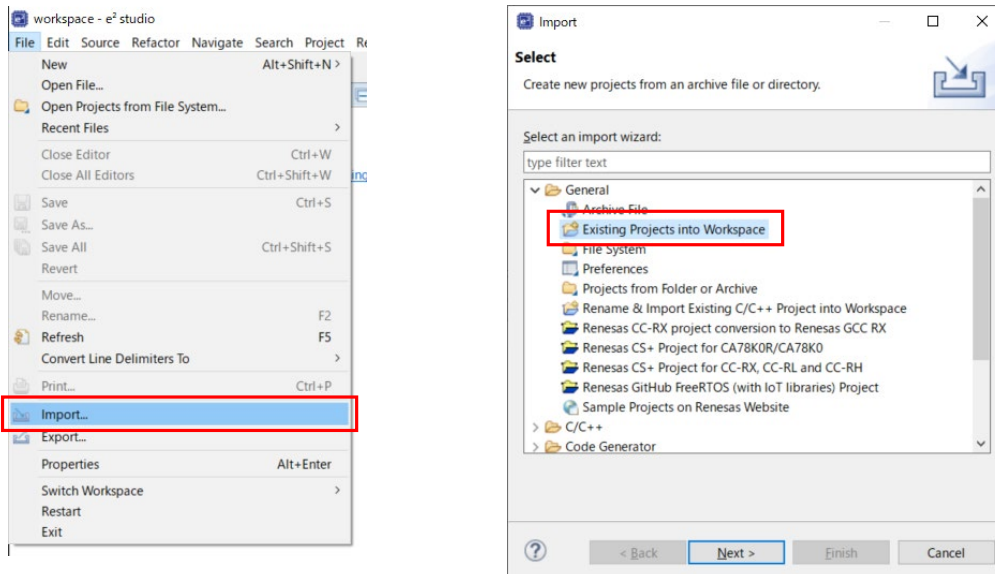 workspace - e² studio
File Edit Source Refactor Navigate Search Project
New Alt+Shift+N >
Open File...
Open Projects from File System...
Recent Files >
Close Editor Ctrl+W
Close All Editors Ctrl+Shift+W
Save Ctrl+S
Save As...
Save All Ctrl+Shift+S
Revert
Move...
Rename... F2
Refresh F5
Convert Line Delimiters To >
Print... Ctrl+P
Import...
Export...
Properties Alt+Enter
Switch Workspace >
Restart
Exit
Import
Select
Create new projects from an archive file or directory.
Select an import wizard:
type filter text
General
Archive File
Existing Projects into Workspace
File System
Preferences
Projects from Folder or Archive
Rename & Import Existing C/C++ Project into Workspace
Renesas CC-RX project conversion to Renesas GCC RX
Renesas CS+ Project for CA78K0R/CA78K0
Renesas CS+ Project for CC-RX, CC-RL and CC-RH
Renesas GitHub FreeRTOS (with IoT libraries) Project
Sample Projects on Renesas Website
> C/C++
> Code Generator
? < Back Next > Finish Cancel